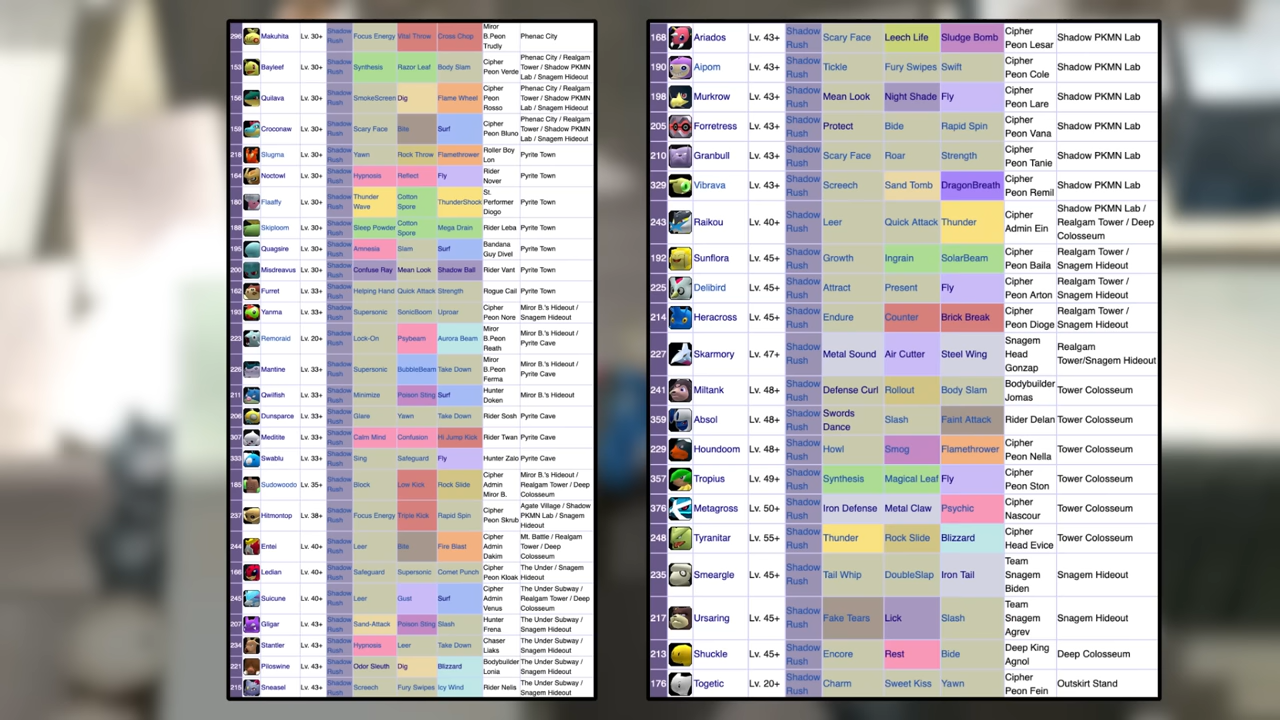 296 Makuhita Lv. 30+ Shadow Rush Focus Energy Vital Throw Cross Chop Miror B.Peon Trudly Phenac City
153 Bayleef Lv. 30+ Shadow Rush Synthesis Razor Leaf Body Slam Cipher Peon Verde Phenac City / Realgam Tower / Shadow PKMN Lab / Snagem Hideout
156 Quilava Lv. 30+ Shadow Rush SmokeScreen Dig Flame Wheel Cipher Peon Rosso Phenac City / Realgam Tower / Shadow PKMN Lab / Snagem Hideout
159 Croconaw Lv. 30+ Shadow Rush Scary Face Bite Surf Cipher Peon Bluno Phenac City / Realgam Tower / Shadow PKMN Lab / Snagem Hideout
218 Slugma Lv. 30+ Shadow Rush Yawn Rock Throw Flamethrower Roller Boy Lon Pyrite Town
164 Noctowl Lv. 30+ Shadow Rush Hypnosis Reflect Fly Rider Nover Pyrite Town
180 Flaaffy Lv. 30+ Shadow Rush Thunder Wave Cotton Spore ThunderShock St. Performer Diogo Pyrite Town
188 Skiploom Lv. 30+ Shadow Rush Sleep Powder Cotton Spore Mega Drain Rider Leba Pyrite Town
195 Quagsire Lv. 30+ Shadow Rush Amnesia Slam Surf Bandana Guy Divel Pyrite Town
200 Misdreavus Lv. 30+ Shadow Rush Confuse Ray Mean Look Shadow Ball Rider Vant Pyrite Town
162 Furret Lv. 33+ Shadow Rush Helping Hand Quick Attack Strength Rogue Cail Pyrite Town
193 Yanma Lv. 33+ Shadow Rush Supersonic SonicBoom Uproar Cipher Peon Nore Miror B.'s Hideout / Snagem Hideout
223 Remoraid Lv. 20+ Shadow Rush Lock-On Psybeam Aurora Beam Miror B.Peon Reath Miror B.'s Hideout / Pyrite Cave
226 Mantine Lv. 33+ Shadow Rush Supersonic BubbleBeam Take Down Miror B.Peon Ferma Miror B.'s Hideout / Pyrite Cave
211 Qwilfish Lv. 33+ Shadow Rush Minimize Poison Sting Surf Hunter Doken Miror B.'s Hideout
206 Dunsparce Lv. 33+ Shadow Rush Glare Yawn Take Down Rider Sosh Pyrite Cave
307 Meditite Lv. 33+ Shadow Rush Calm Mind Confusion Hi Jump Kick Rider Twan Pyrite Cave
333 Swablu Lv. 33+ Shadow Rush Sing Safeguard Fly Hunter Zalo Pyrite Cave
185 Sudowoodo Lv. 35+ Shadow Rush Block Low Kick Rock Slide Cipher Admin Miror B. Miror B.'s Hideout / Realgam Tower / Deep Colosseum
237 Hitmontop Lv. 38+ Shadow Rush Focus Energy Triple Kick Rapid Spin Cipher Peon Skrub Agate Village / Shadow PKMN Lab / Snagem Hideout
244 Entei Lv. 40+ Shadow Rush Leer Bite Fire Blast Cipher Admin Dakim Mt. Battle / Realgam Tower / Deep Colosseum
166 Ledian Lv. 40+ Shadow Rush Safeguard Supersonic Comet Punch Cipher Peon Kloak The Under / Snagem Hideout
245 Suicune Lv. 40+ Shadow Rush Leer Gust Surf Cipher Admin Venus The Under Subway / Realgam Tower / Deep Colosseum
207 Gligar Lv. 43+ Shadow Rush Sand-Attack Poison Sting Slash Hunter Frena The Under Subway / Snagem Hideout
234 Stantler Lv. 43+ Shadow Rush Hypnosis Leer Take Down Chaser Liaks The Under Subway / Snagem Hideout
221 Piloswine Lv. 43+ Shadow Rush Odor Sleuth Dig Blizzard Bodybuilder Lonia The Under Subway / Snagem Hideout
215 Sneasel Lv. 43+ Shadow Rush Screech Fury Swipes Icy Wind Rider Nelis The Under Subway / Snagem Hideout
168 Ariados Lv. 43+ Shadow Rush Scary Face Leech Life Sludge Bomb Cipher Peon Lesar Shadow PKMN Lab
190 Aipom Lv. 43+ Shadow Rush Tickle Fury Swipes Swift Cipher Peon Cole Shadow PKMN Lab
198 Murkrow Lv. 43+ Shadow Rush Mean Look Night Shade Fly Cipher Peon Lare Shadow PKMN Lab
205 Forretress Lv. 43+ Shadow Rush Protect Bide Rapid Spin Cipher Peon Vana Shadow PKMN Lab
210 Granbull Lv. 43+ Shadow Rush Scary Face Roar Strength Cipher Peon Tanie Shadow PKMN Lab
329 Vibrava Lv. 43+ Shadow Rush Screech Sand Tomb DragonBreath Cipher Peon Remil Shadow PKMN Lab
243 Raikou Lv. 40+ Shadow Rush Leer Quick Attack Thunder Cipher Admin Ein Shadow PKMN Lab / Realgam Tower / Deep Colosseum
192 Sunflora Lv. 45+ Shadow Rush Growth Ingrain SolarBeam Cipher Peon Baila Realgam Tower / Snagem Hideout
225 Delibird Lv. 45+ Shadow Rush Attract Present Fly Cipher Peon Arton Realgam Tower / Snagem Hideout
214 Heracross Lv. 45+ Shadow Rush Endure Counter Brick Break Cipher Peon Dioge Realgam Tower / Snagem Hideout
227 Skarmory Lv. 47+ Shadow Rush Metal Sound Air Cutter Steel Wing Snagem Head Gonzap Realgam Tower/Snagem Hideout
241 Miltank Lv. 48+ Shadow Rush Defense Curl Rollout Body Slam Bodybuilder Jomas Tower Colosseum
359 Absol Lv. 48+ Shadow Rush Swords Dance Slash Faint Attack Rider Delan Tower Colosseum
229 Houndoom Lv. 48+ Shadow Rush Howl Smog Flamethrower Cipher Peon Nella Tower Colosseum
357 Tropius Lv. 49+ Shadow Rush Synthesis Magical Leaf Fly Cipher Peon Ston Tower Colosseum
376 Metagross Lv. 50+ Shadow Rush Iron Defense Metal Claw Psychic Cipher Nascour Tower Colosseum
248 Tyranitar Lv. 55+ Shadow Rush Thunder Rock Slide Blizzard Cipher Head Evice Tower Colosseum
235 Smeargle Lv. 45+ Shadow Rush Tail Whip DoubleSlap Iron Tail Team Snagem Biden Snagem Hideout
217 Ursaring Lv. 45+ Shadow Rush Fake Tears Lick Slash Team Snagem Agrev Snagem Hideout
213 Shuckle Lv. 45+ Shadow Rush Encore Rest Bide Deep King Agnol Deep Colosseum
176 Togetic Lv. 20+ Shadow Rush Charm Sweet Kiss Yawn Cipher Peon Fein Outskirt Stand